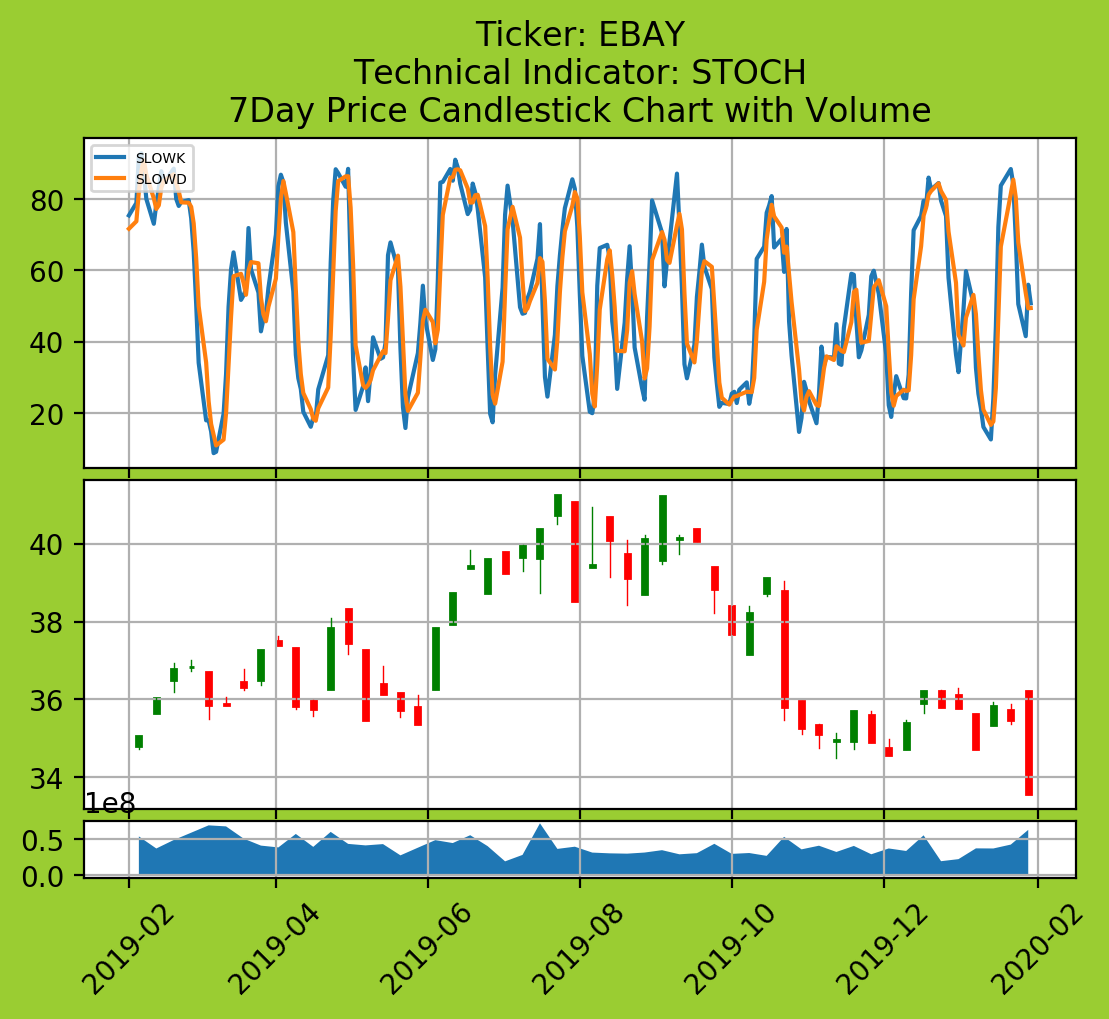 Ticker: EBAY
Technical Indicator: STOCH
7Day Price Candlestick Chart with Volume
SLOWK
SLOWD
80
60
40
20
40
38
36
34
1e8
0.5
0.0
2019-02
2019-04
2019-06
2019-08
2019-10
2019-12
2020-02